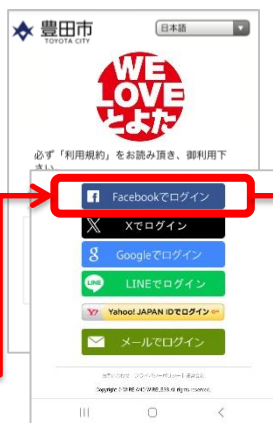 豊田市
TOYOTA CITY
日本語
WE
LOVE
とよた
必ず「利用規約」をお読み頂き、御利用下
さい
Facebookでログイン
Xでログイン
Googleでログイン
LINEでログイン
Yahoo! JAPAN IDでログイン
メールでログイン